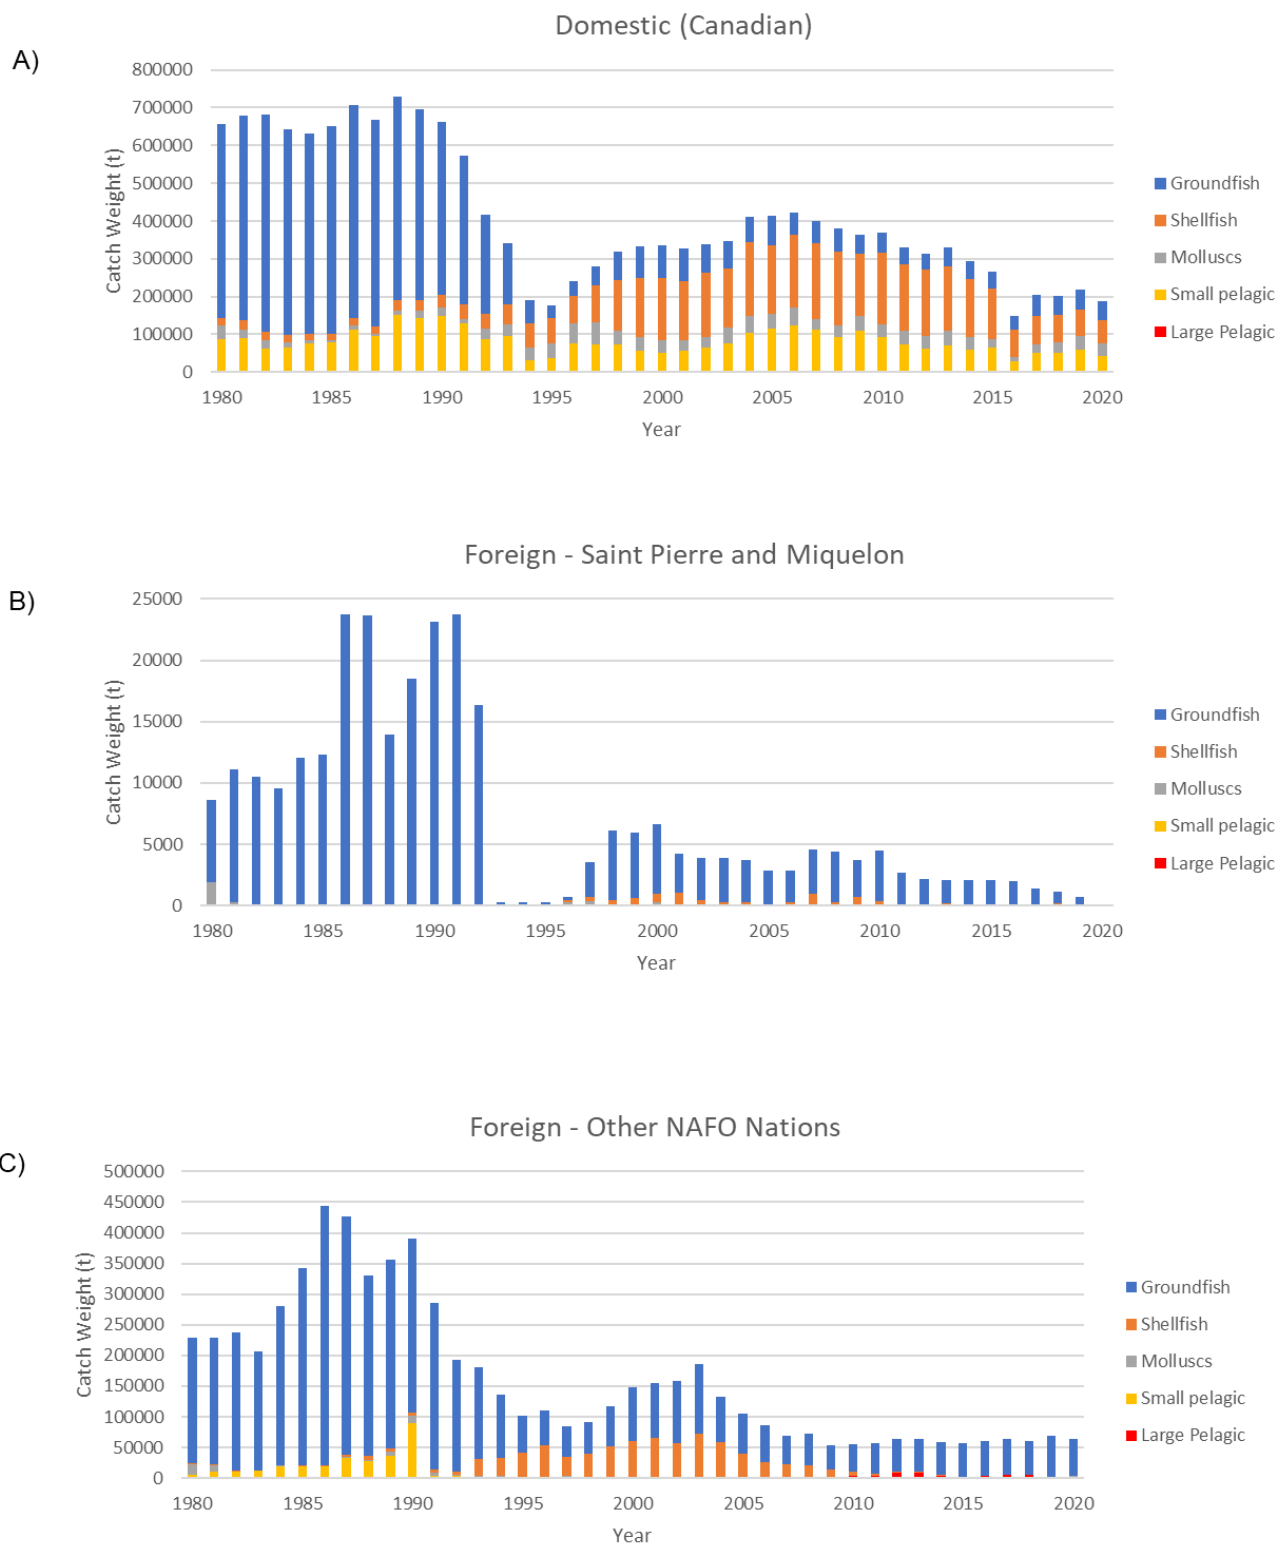 Domestic (Canadian)
A)
800000
700000
600000
500000
400000
300000
200000
100000
0
Catch Weight (t)
1980 1985 1990 1995 2000 2005 2010 2015 2020
Year
Groundfish
Shellfish
Molluscs
Small pelagic
Large Pelagic
Foreign - Saint Pierre and Miquelon
B)
25000
20000
15000
10000
5000
0
Catch Weight (t)
1980 1985 1990 1995 2000 2005 2010 2015 2020
Year
Groundfish
Shellfish
Molluscs
Small pelagic
Large Pelagic
Foreign - Other NAFO Nations
C)
500000
450000
400000
350000
300000
250000
200000
150000
100000
50000
0
Catch Weight (t)
1980 1985 1990 1995 2000 2005 2010 2015 2020
Year
Groundfish
Shellfish
Molluscs
Small pelagic
Large Pelagic